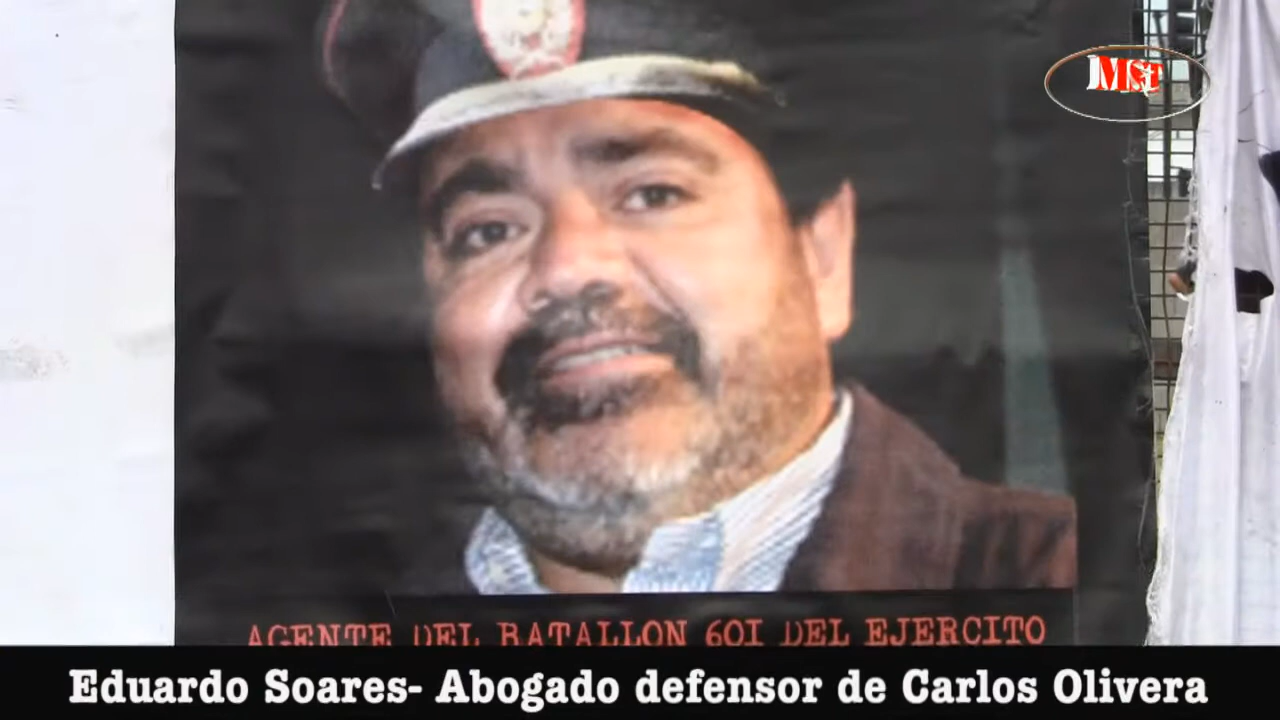 MST
AGENTE DEL BATALLON 601 DEL EJERCITO
Eduardo Soares- Abogado defensor de Carlos Olivera